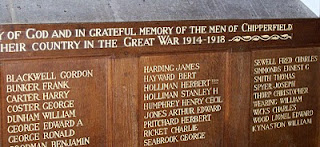 Y OF GOD AND IN GRATEFUL MEMORY OF THE MEN OF CHIPPERFIELD
HEIR COUNTRY IN THE GREAT WAR 1914-1918
BLACKWELL GORDON
BUNKER FRANK
CARTER HARRY
COSTER GEORGE
DUNHAM WILLIAM
GEORGE EDWARD A
GEORGE RONALD
GOODMAN BENJAMIN
HARDING JAMES
HAYWARD BERT
HOLLIMAN HERBERT
HOLLIMAN STANLEY H
HUMPHREY HENRY CECIL
JONES ARTHUR EDWARD
PRITCHARD HERBERT
RICKET CHARLIE
SEABROOK GEORGE
SEWELL FRED CHARLES
SIMMONDS ERNEST G
SMITH THOMAS
SPICER JOSEPH
THORP CHRISTOPHER
WEARING WILLIAM
WICKS CHARLES
WOOD LIONEL EDWARD
KYNASTON WILLIAM